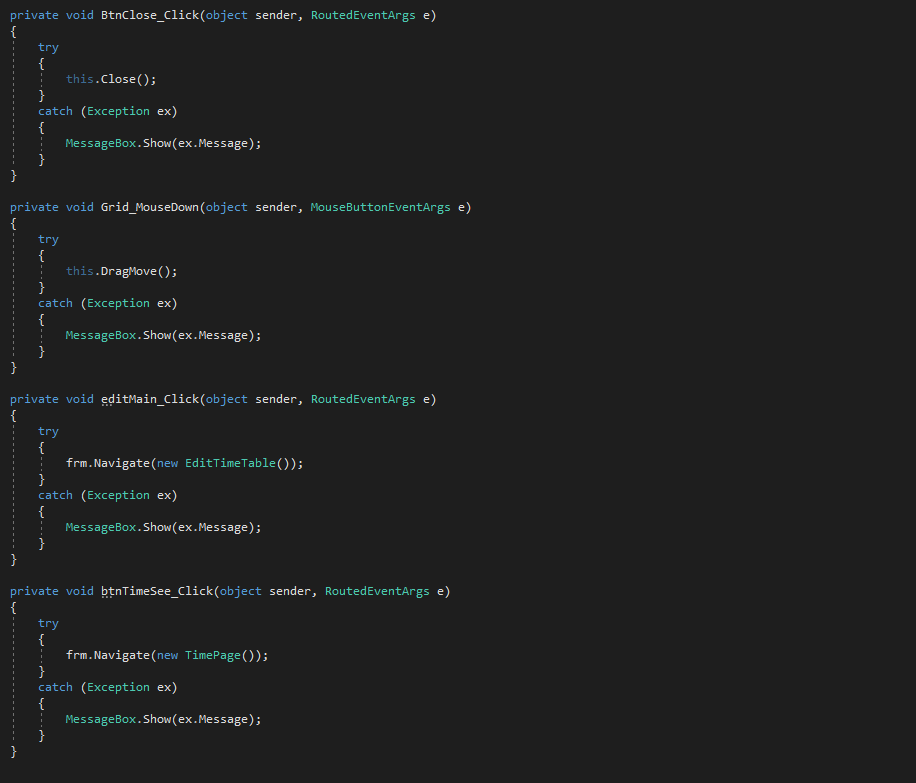 private void BtnClose_Click(object sender, RoutedEventArgs e)
{
    try
    {
        this.Close();
    }
    catch (Exception ex)
    {
        MessageBox.Show(ex.Message);
    }
}

private void Grid_MouseDown(object sender, MouseButtonEventArgs e)
{
    try
    {
        this.DragMove();
    }
    catch (Exception ex)
    {
        MessageBox.Show(ex.Message);
    }
}

private void editMain_Click(object sender, RoutedEventArgs e)
{
    try
    {
        frm.Navigate(new EditTimeTable());
    }
    catch (Exception ex)
    {
        MessageBox.Show(ex.Message);
    }
}

private void btnTimeSee_Click(object sender, RoutedEventArgs e)
{
    try
    {
        frm.Navigate(new TimePage());
    }
    catch (Exception ex)
    {
        MessageBox.Show(ex.Message);
    }
}